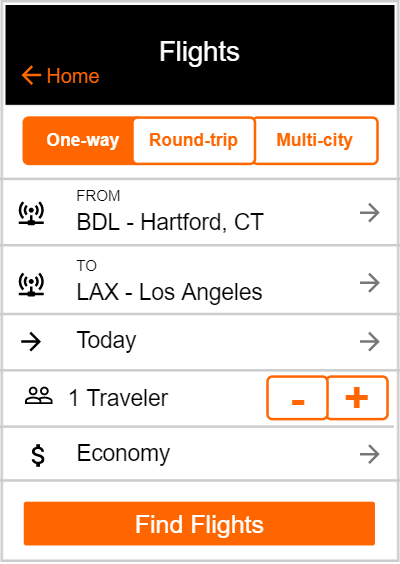 Flights
Home
One-way Round-trip Multi-city
FROM
BDL - Hartford, CT
TO
LAX - Los Angeles
Today
1 Traveler - +
$ Economy
Find Flights